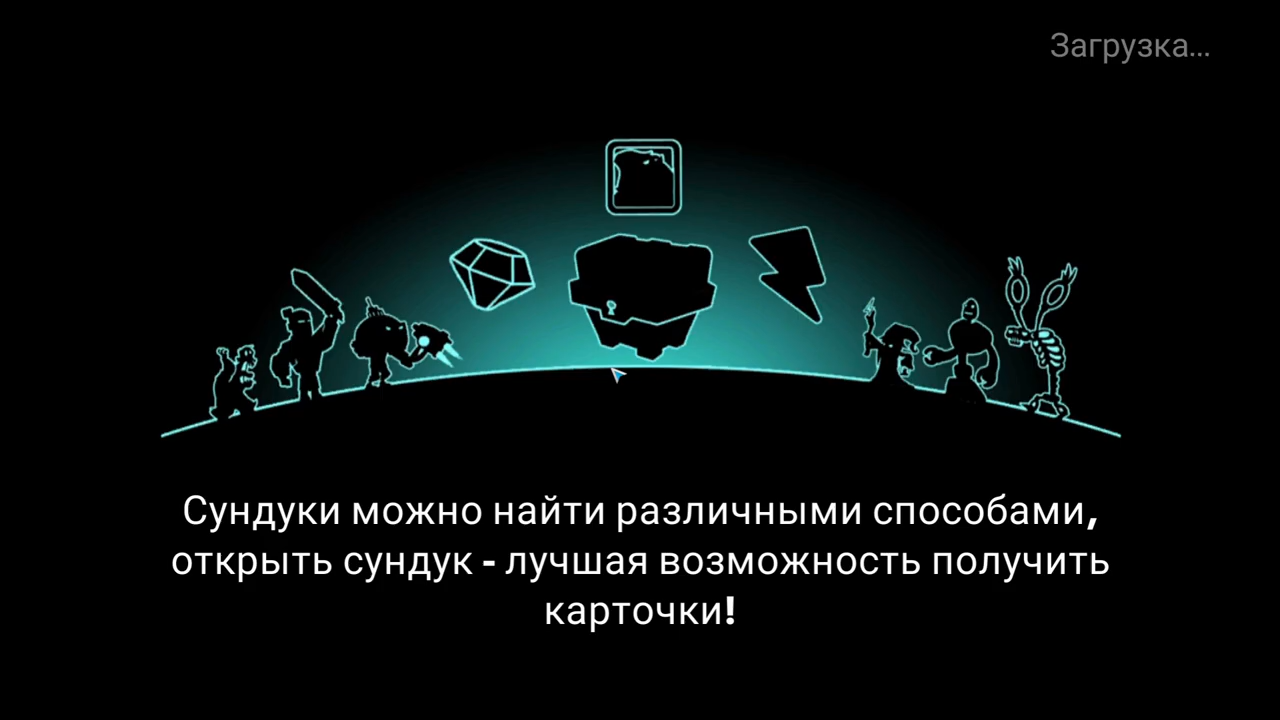 Загрузка...
Сундуки можно найти различными способами,
открыть сундук - лучшая возможность получить
карточки!